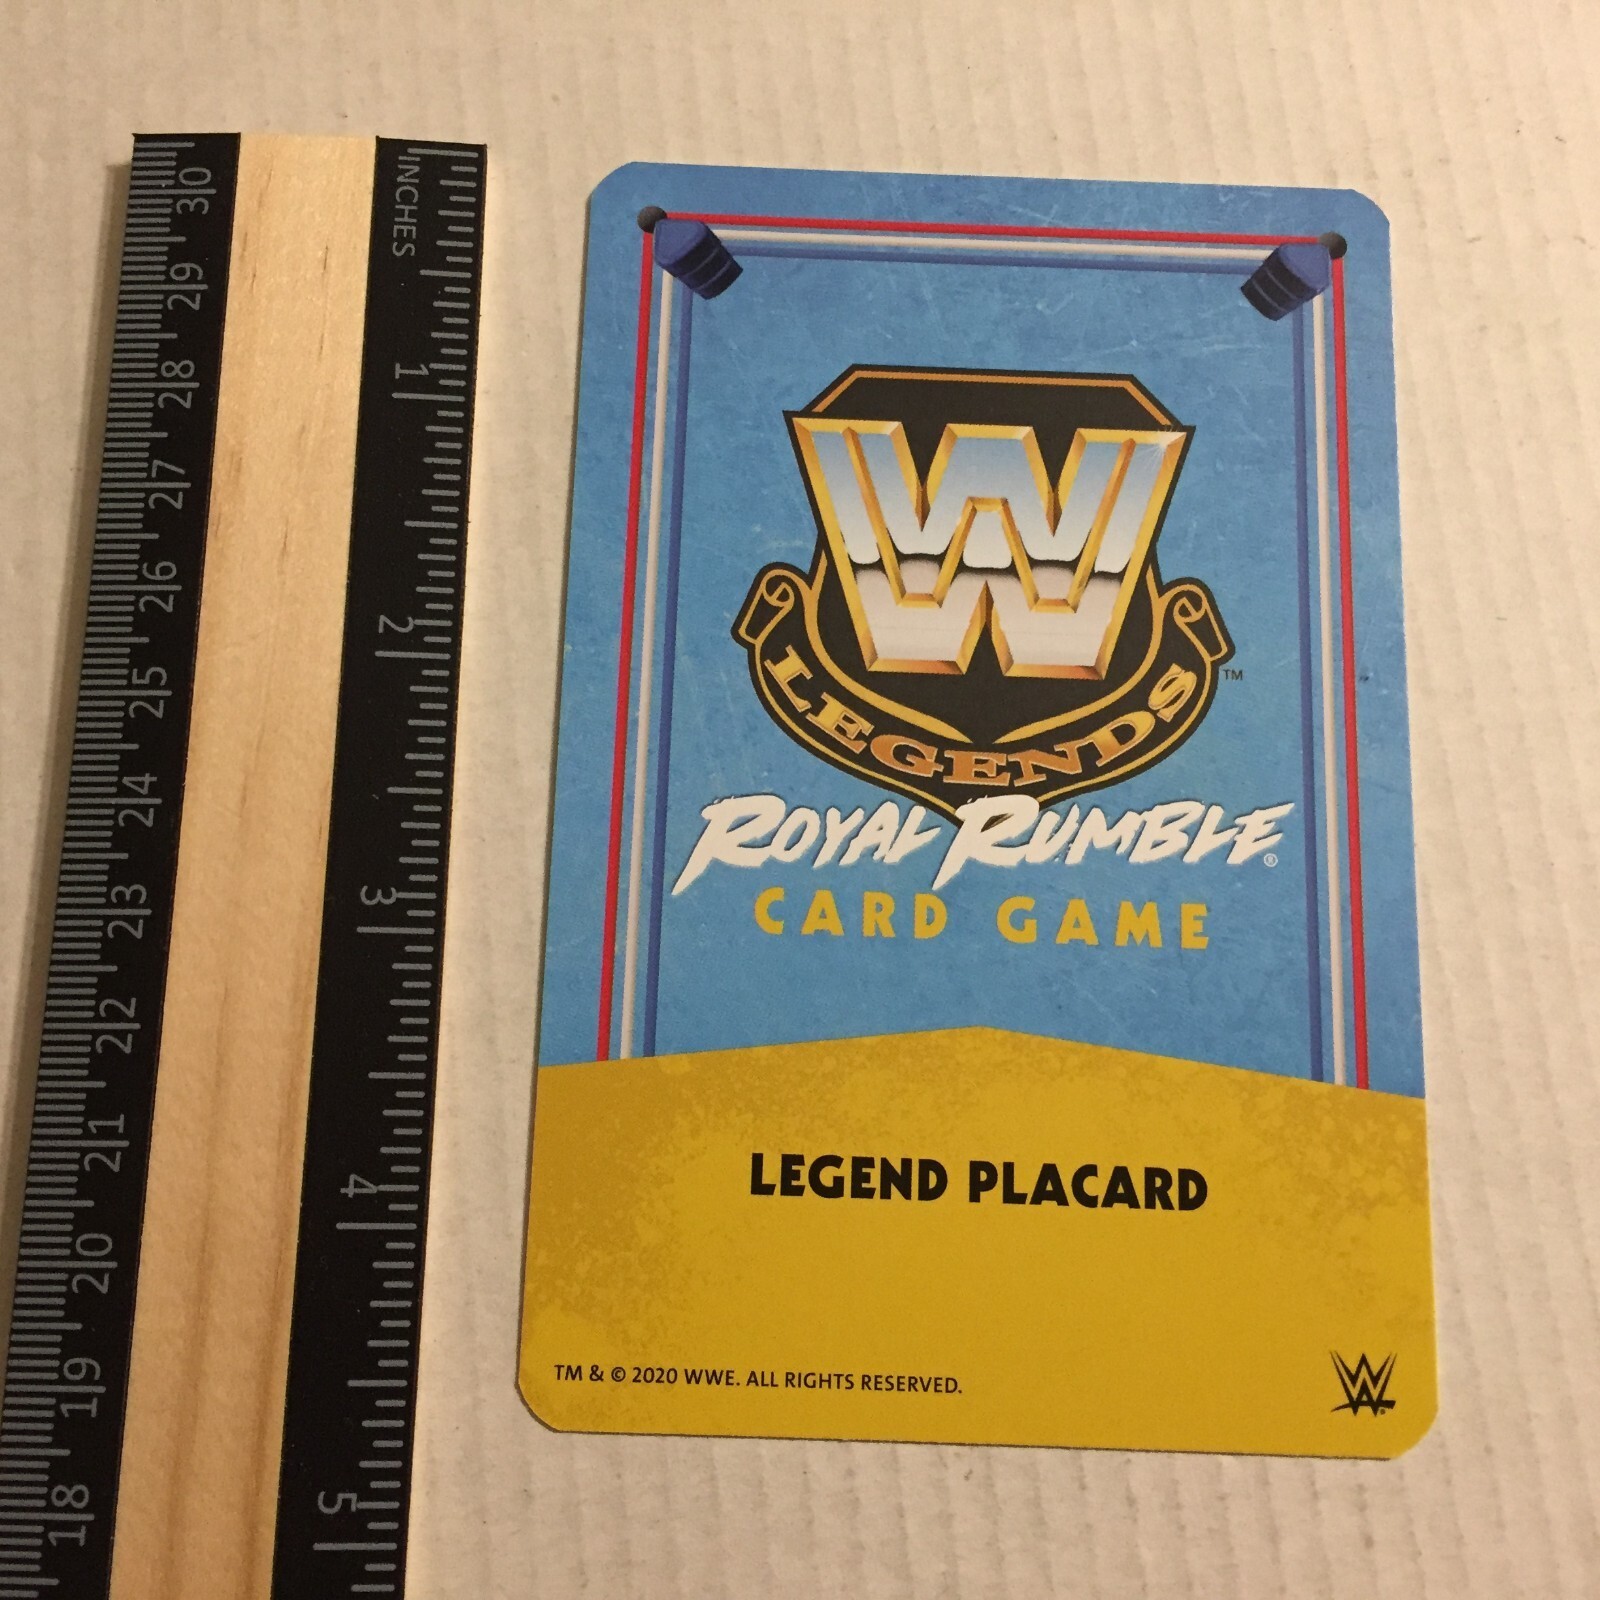 INCHES
1
2
3
4
5
30
29
28
27
26
25
24
23
22
21
20
19
18
W
LEGENDS
TM
ROYAL RUMBLE®
CARD GAME
LEGEND PLACARD
TM & © 2020 WWE. ALL RIGHTS RESERVED.
W